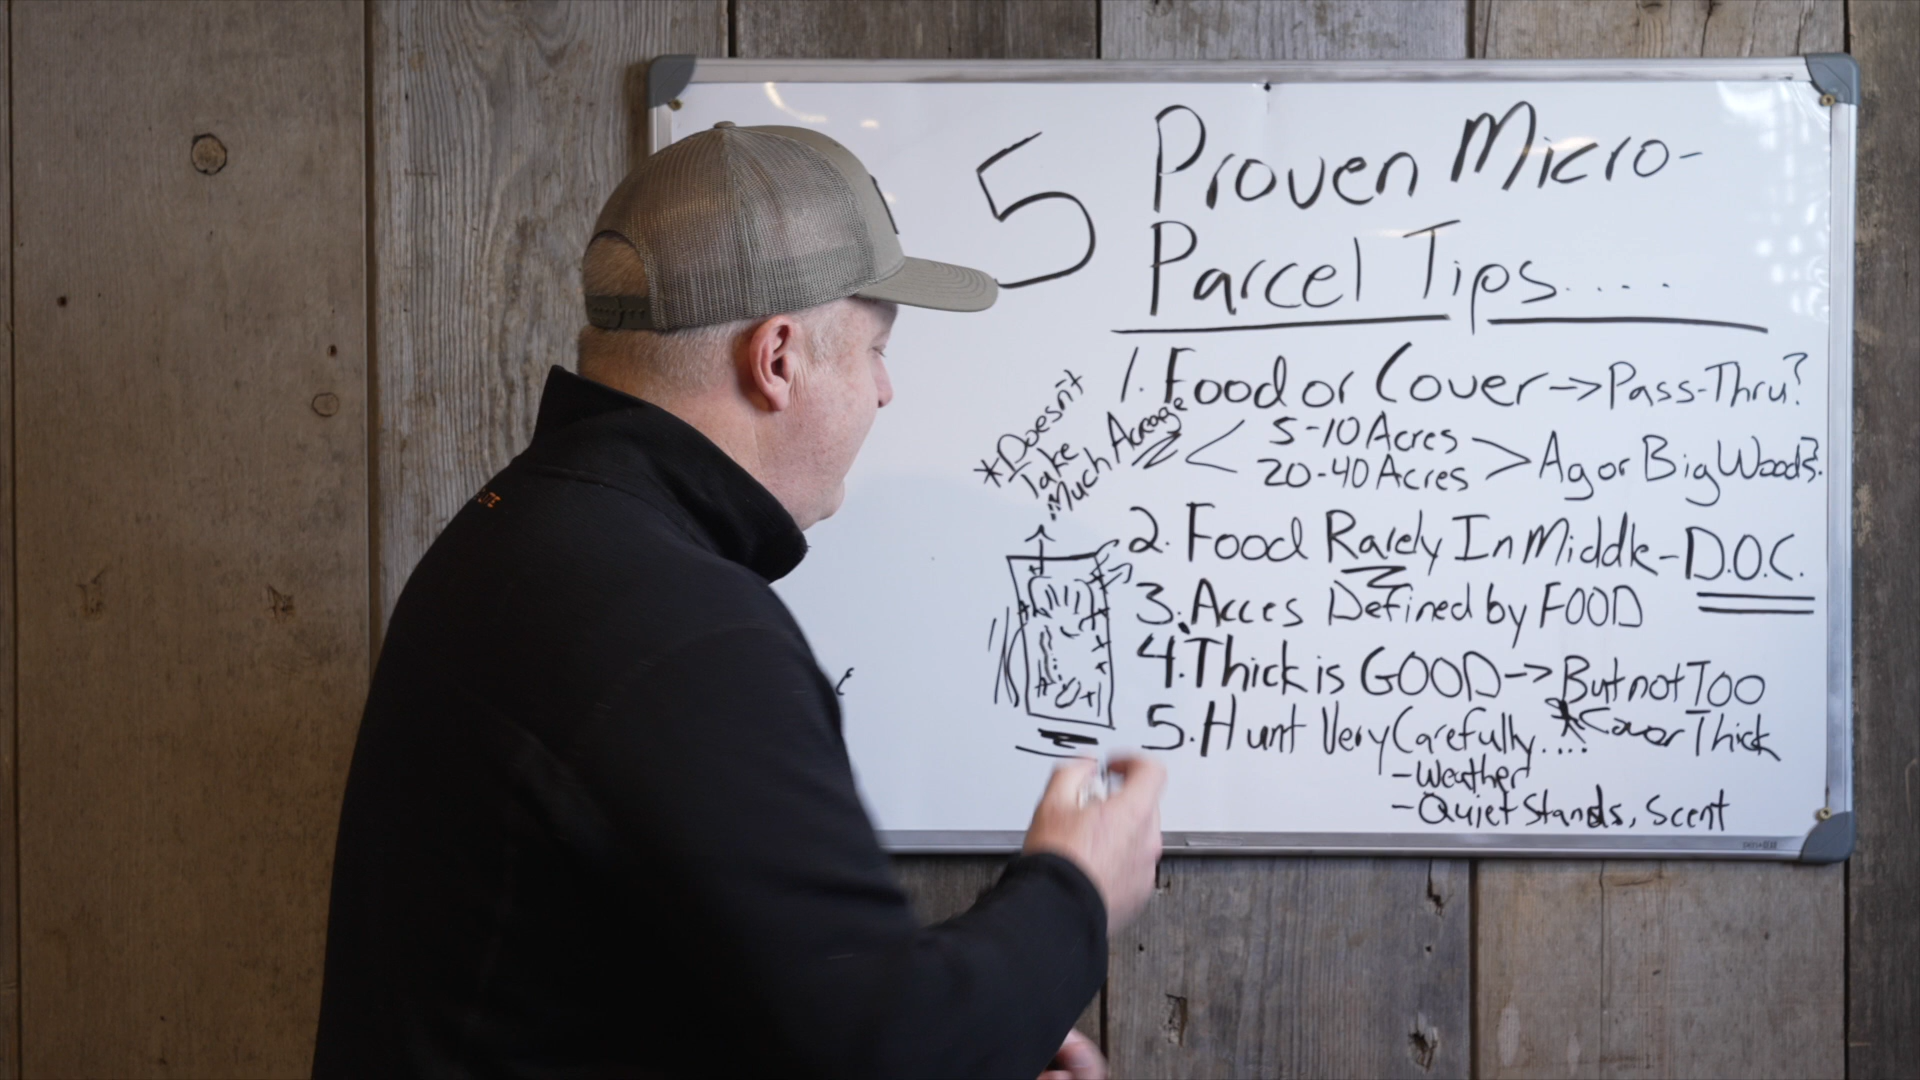 5 Proven Micro-
Parcel Tips.....
1. Food or Cover -> Pass-Thru?
*Doesn't
Take
Much Acreage
< 5-10 Acres
20-40 Acres > Ag or Big Woods?
2. Food Rarely In Middle - D.O.C.
3. Acces Defined by FOOD
4. Thick is GOOD -> But not Too
*Cover Thick
5. Hunt Very Carefully....
- Weather
- Quiet Stands, Scent